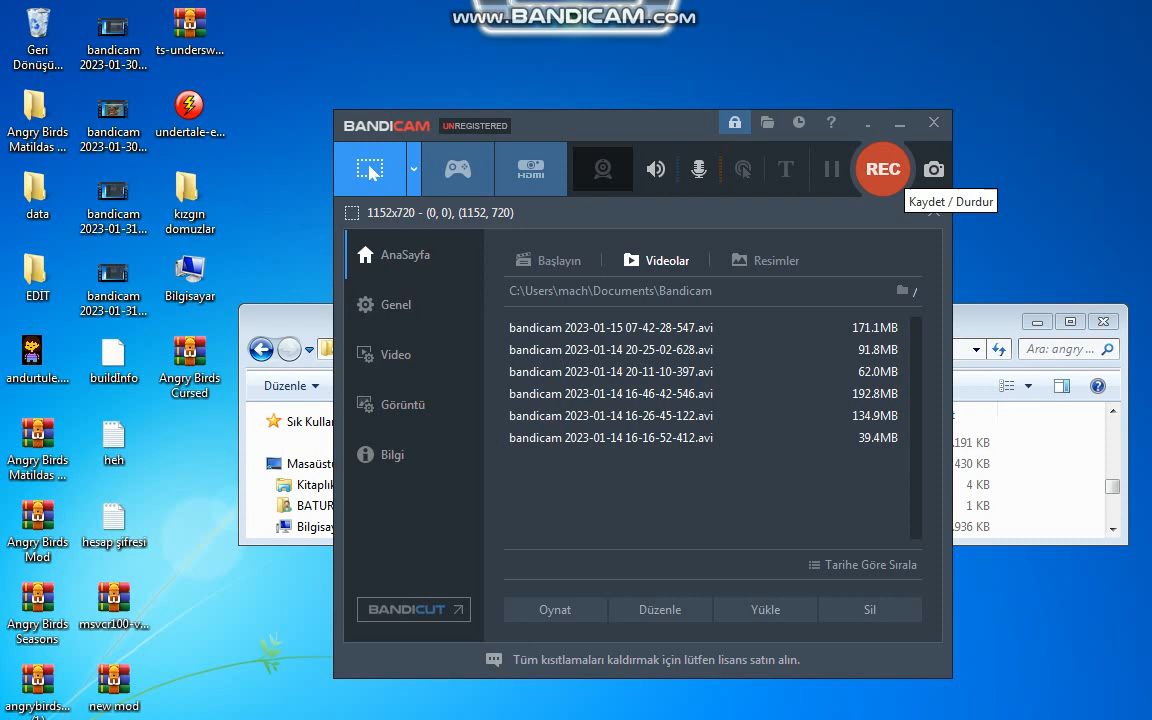 www.BANDICAM.com
Geri
Dönüşü...
bandicam
2023-01-30...
ts-undersw...
Angry Birds
Matildas ...
bandicam
2023-01-30...
undertale-e...
data
bandicam
2023-01-31...
kızgın
domuzlar
EDIT
bandicam
2023-01-31...
Bilgisayar
andurtule....
buildInfo
Angry Birds
Cursed
Angry Birds
Matildas ...
heh
Angry Birds
Mod
hesap şifresi
Angry Birds
Seasons
msvcr100-v...
angrybirds...
(1)
new mod
BANDICAM UNREGISTERED
HDMI
T
REC
Kaydet / Durdur
1152x720 - (0, 0), (1152, 720)
AnaSayfa
Genel
Video
Görüntü
Bilgi
BANDICUT
Başlayın
Videolar
Resimler
C:\Users\mach\Documents\Bandicam
/
bandicam 2023-01-15 07-42-28-547.avi 171.1MB
bandicam 2023-01-14 20-25-02-628.avi 91.8MB
bandicam 2023-01-14 20-11-10-397.avi 62.0MB
bandicam 2023-01-14 16-46-42-546.avi 192.8MB
bandicam 2023-01-14 16-26-45-122.avi 134.9MB
bandicam 2023-01-14 16-16-52-412.avi 39.4MB
Tarihe Göre Sırala
Oynat
Düzenle
Yükle
Sil
Tüm kısıtlamaları kaldırmak için lütfen lisans satın alın.
Düzenle
Sık Kullan
Masaüstü
Kitaplık
BATUR
Bilgisay
Ara: angry ...
.191 KB
430 KB
4 KB
1 KB
.936 KB